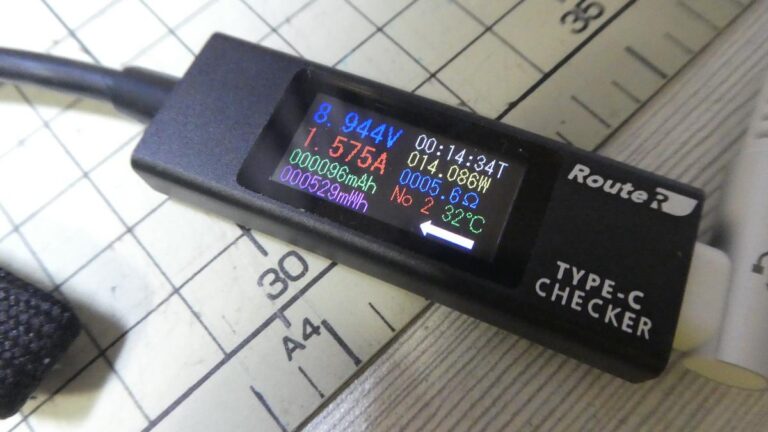 8.944V
1.575A
000096mAh
000529mWh
00:14:34T
014.086W
0005.6Ω
No 2 32℃
RouteR
TYPE-C
CHECKER
35
30
A4